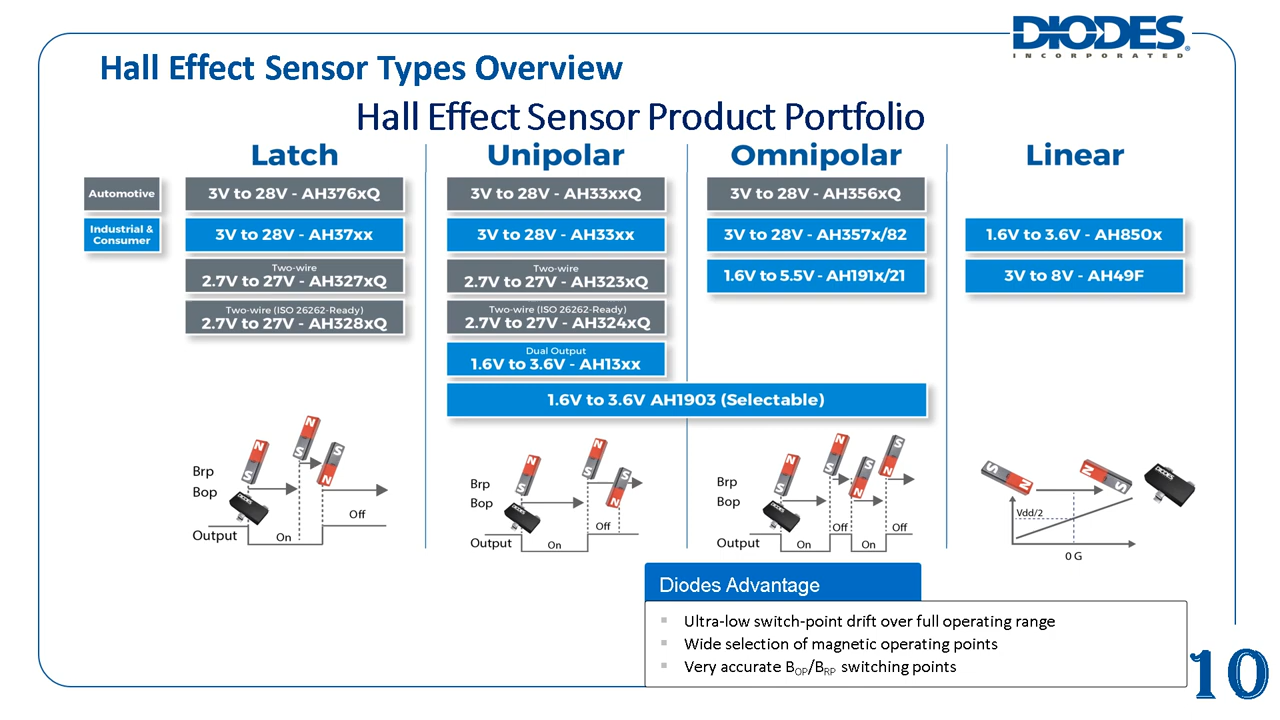 DIODES
INCORPORATED
Hall Effect Sensor Types Overview
Hall Effect Sensor Product Portfolio
Latch
Unipolar
Omnipolar
Linear
Automotive
3V to 28V - AH376xQ
3V to 28V - AH33xxQ
3V to 28V - AH356xQ
Industrial &
Consumer
3V to 28V - AH37xx
3V to 28V - AH33xx
3V to 28V - AH357x/82
1.6V to 3.6V - AH850x
Two-wire
2.7V to 27V - AH327xQ
Two-wire
2.7V to 27V - AH323xQ
1.6V to 5.5V - AH191x/21
3V to 8V - AH49F
Two-wire (ISO 26262-Ready)
2.7V to 27V - AH328xQ
Two-wire (ISO 26262-Ready)
2.7V to 27V - AH324xQ
Dual Output
1.6V to 3.6V - AH13xx
1.6V to 3.6V AH1903 (Selectable)
N
S
N
S
S
N
Brp
Bop
DIODES
Output
On
Off
N
S
N
S
S
N
Brp
Bop
DIODES
Output
On
Off
N
S
N
S
S
N
S
N
Brp
Bop
DIODES
Output
On
Off
On
Off
S
N
N
S
DIODES
Vdd/2
0 G
Diodes Advantage
▪ Ultra-low switch-point drift over full operating range
▪ Wide selection of magnetic operating points
▪ Very accurate BOP/BRP switching points
10